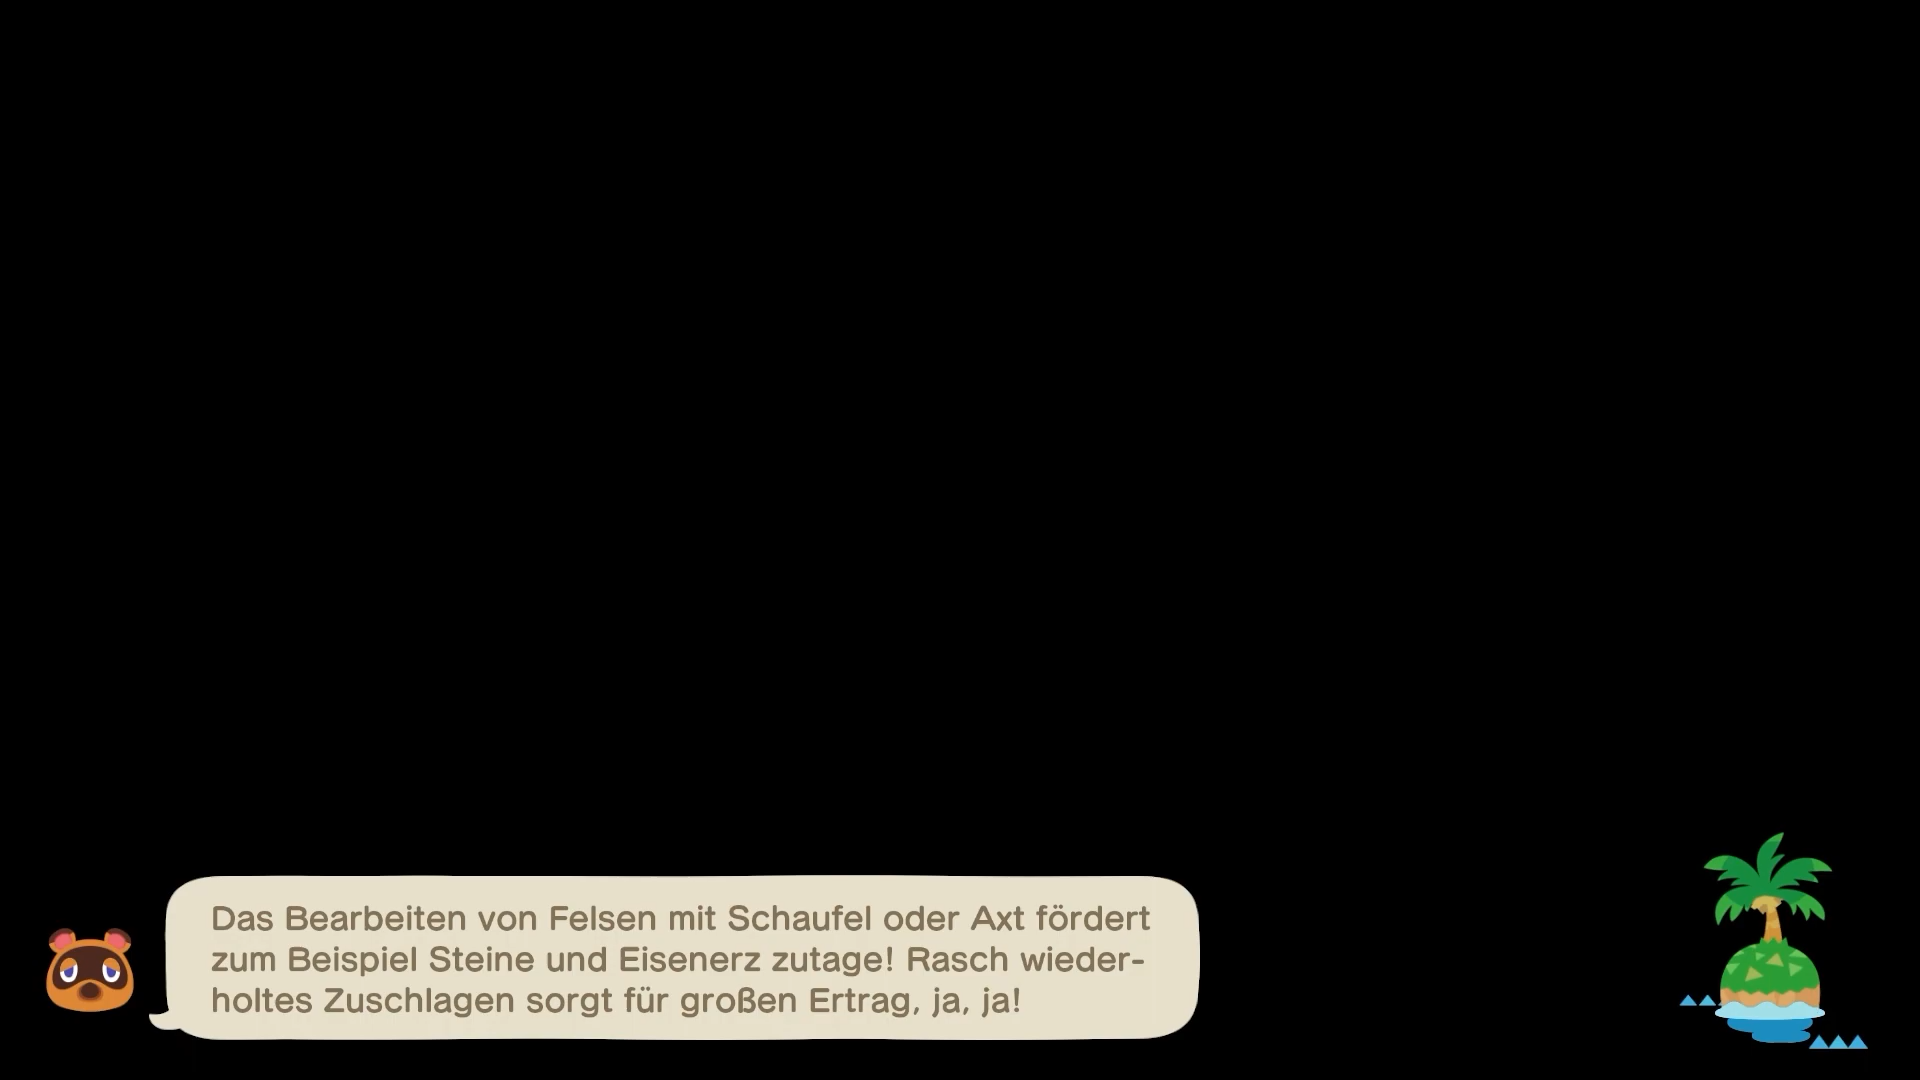 Das Bearbeiten von Felsen mit Schaufel oder Axt fördert
zum Beispiel Steine und Eisenerz zutage! Rasch wieder-
holtes Zuschlagen sorgt für großen Ertrag, ja, ja!